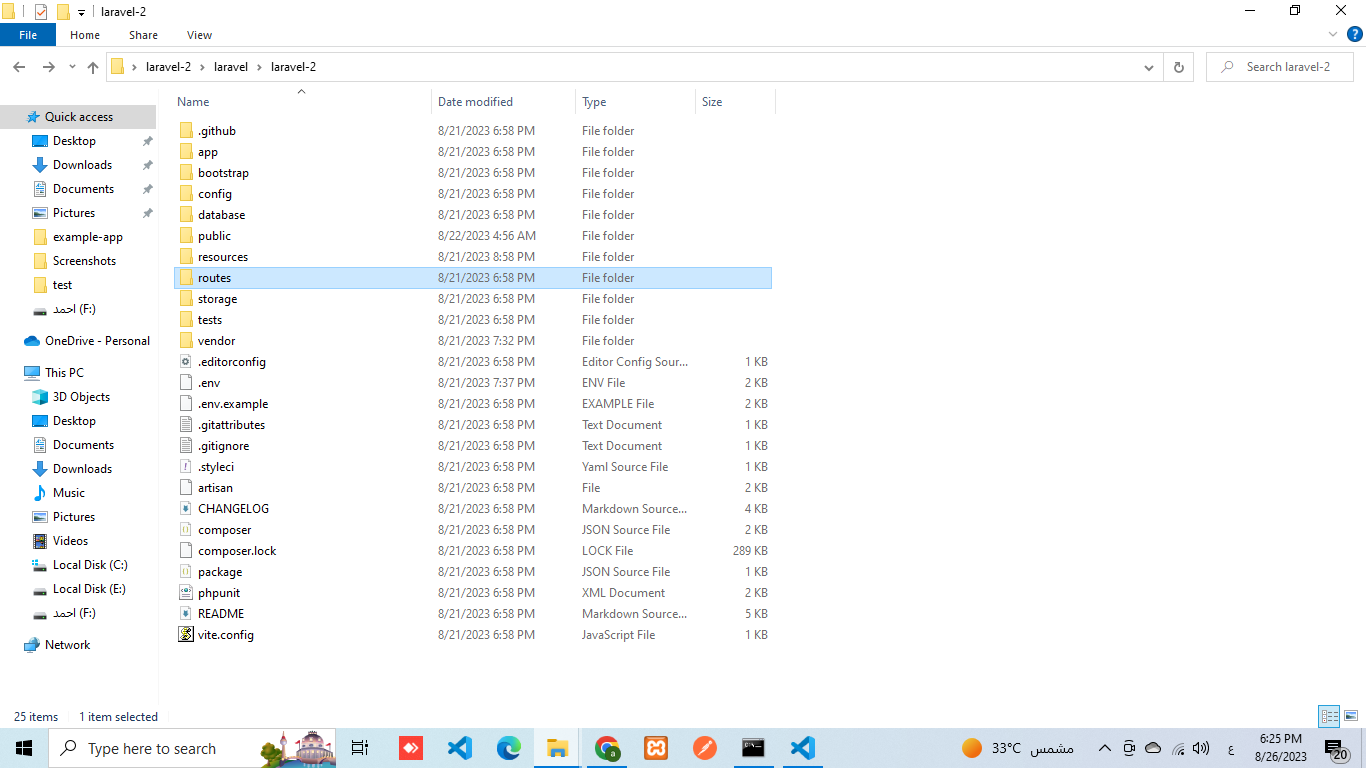 laravel-2
File Home Share View
laravel-2 laravel laravel-2 Search laravel-2
Name Date modified Type Size
Quick access
Desktop
Downloads
Documents
Pictures
example-app
Screenshots
test
احمد (F:)
OneDrive - Personal
This PC
3D Objects
Desktop
Documents
Downloads
Music
Pictures
Videos
Local Disk (C:)
Local Disk (E:)
احمد (F:)
Network
.github 8/21/2023 6:58 PM File folder
app 8/21/2023 6:58 PM File folder
bootstrap 8/21/2023 6:58 PM File folder
config 8/21/2023 6:58 PM File folder
database 8/21/2023 6:58 PM File folder
public 8/22/2023 4:56 AM File folder
resources 8/21/2023 8:58 PM File folder
routes 8/21/2023 6:58 PM File folder
storage 8/21/2023 6:58 PM File folder
tests 8/21/2023 6:58 PM File folder
vendor 8/21/2023 7:32 PM File folder
.editorconfig 8/21/2023 6:58 PM Editor Config Sour... 1 KB
.env 8/21/2023 7:37 PM ENV File 2 KB
.env.example 8/21/2023 6:58 PM EXAMPLE File 2 KB
.gitattributes 8/21/2023 6:58 PM Text Document 1 KB
.gitignore 8/21/2023 6:58 PM Text Document 1 KB
.styleci 8/21/2023 6:58 PM Yaml Source File 1 KB
artisan 8/21/2023 6:58 PM File 2 KB
CHANGELOG 8/21/2023 6:58 PM Markdown Source... 4 KB
composer 8/21/2023 6:58 PM JSON Source File 2 KB
composer.lock 8/21/2023 6:58 PM LOCK File 289 KB
package 8/21/2023 6:58 PM JSON Source File 1 KB
phpunit 8/21/2023 6:58 PM XML Document 2 KB
README 8/21/2023 6:58 PM Markdown Source... 5 KB
vite.config 8/21/2023 6:58 PM JavaScript File 1 KB
25 items 1 item selected
Type here to search
33°C مشمس
ع
6:25 PM
8/26/2023
20